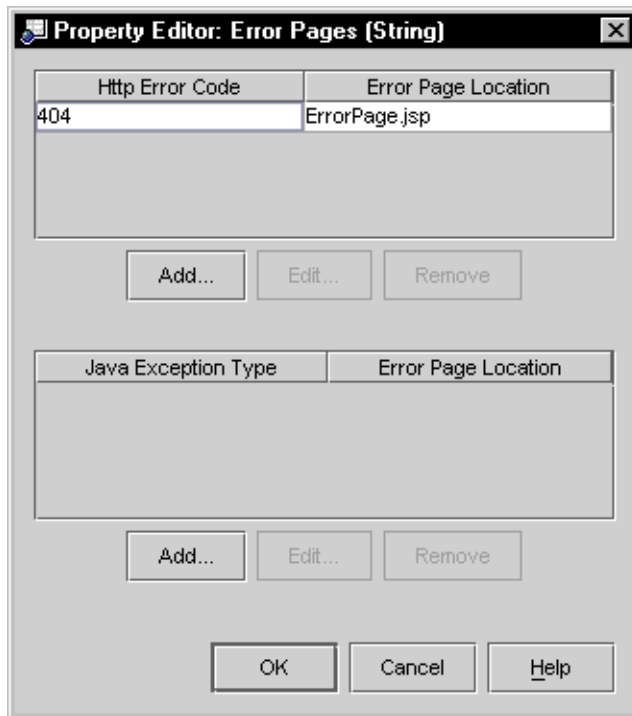 Property Editor: Error Pages (String)
Http Error Code Error Page Location
404 ErrorPage.jsp
Add... Edit... Remove
Java Exception Type Error Page Location
Add... Edit... Remove
OK Cancel Help